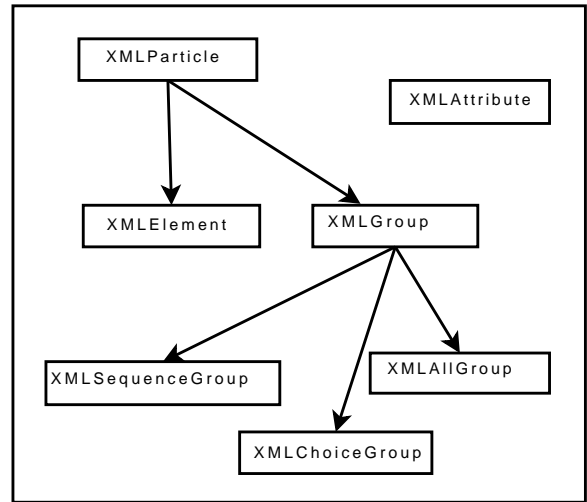 XMLParticle
XMLAttribute
XMLElement
XMLGroup
XMLSequenceGroup
XMLAllGroup
XMLChoiceGroup